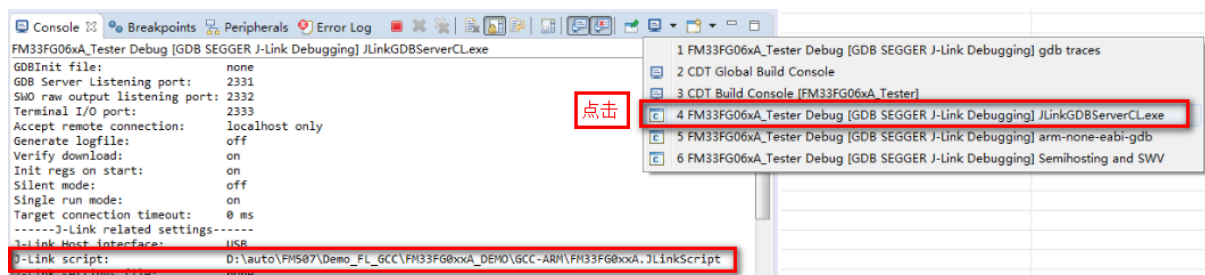 Console Breakpoints Peripherals Error Log
FM33FG06xA_Tester Debug [GDB SEGGER J-Link Debugging] JLinkGDBServerCL.exe
GDBInit file: none
GDB Server Listening port: 2331
SWO raw output listening port: 2332
Terminal I/O port: 2333
Accept remote connection: localhost only
Generate logfile: off
Verify download: on
Init regs on start: on
Silent mode: off
Single run mode: on
Target connection timeout: 0 ms
------J-Link related settings------
J-Link Host interface: USB
J-Link script: D:\auto\FM507\Demo_FL_GCC\FM33FG0xxA_DEMO\GCC-ARM\FM33FG0xxA.JLinkScript
J-Link settings file: none
点击
1 FM33FG06xA_Tester Debug [GDB SEGGER J-Link Debugging] gdb traces
2 CDT Global Build Console
3 CDT Build Console [FM33FG06xA_Tester]
4 FM33FG06xA_Tester Debug [GDB SEGGER J-Link Debugging] JLinkGDBServerCL.exe
5 FM33FG06xA_Tester Debug [GDB SEGGER J-Link Debugging] arm-none-eabi-gdb
6 FM33FG06xA_Tester Debug [GDB SEGGER J-Link Debugging] Semihosting and SWV